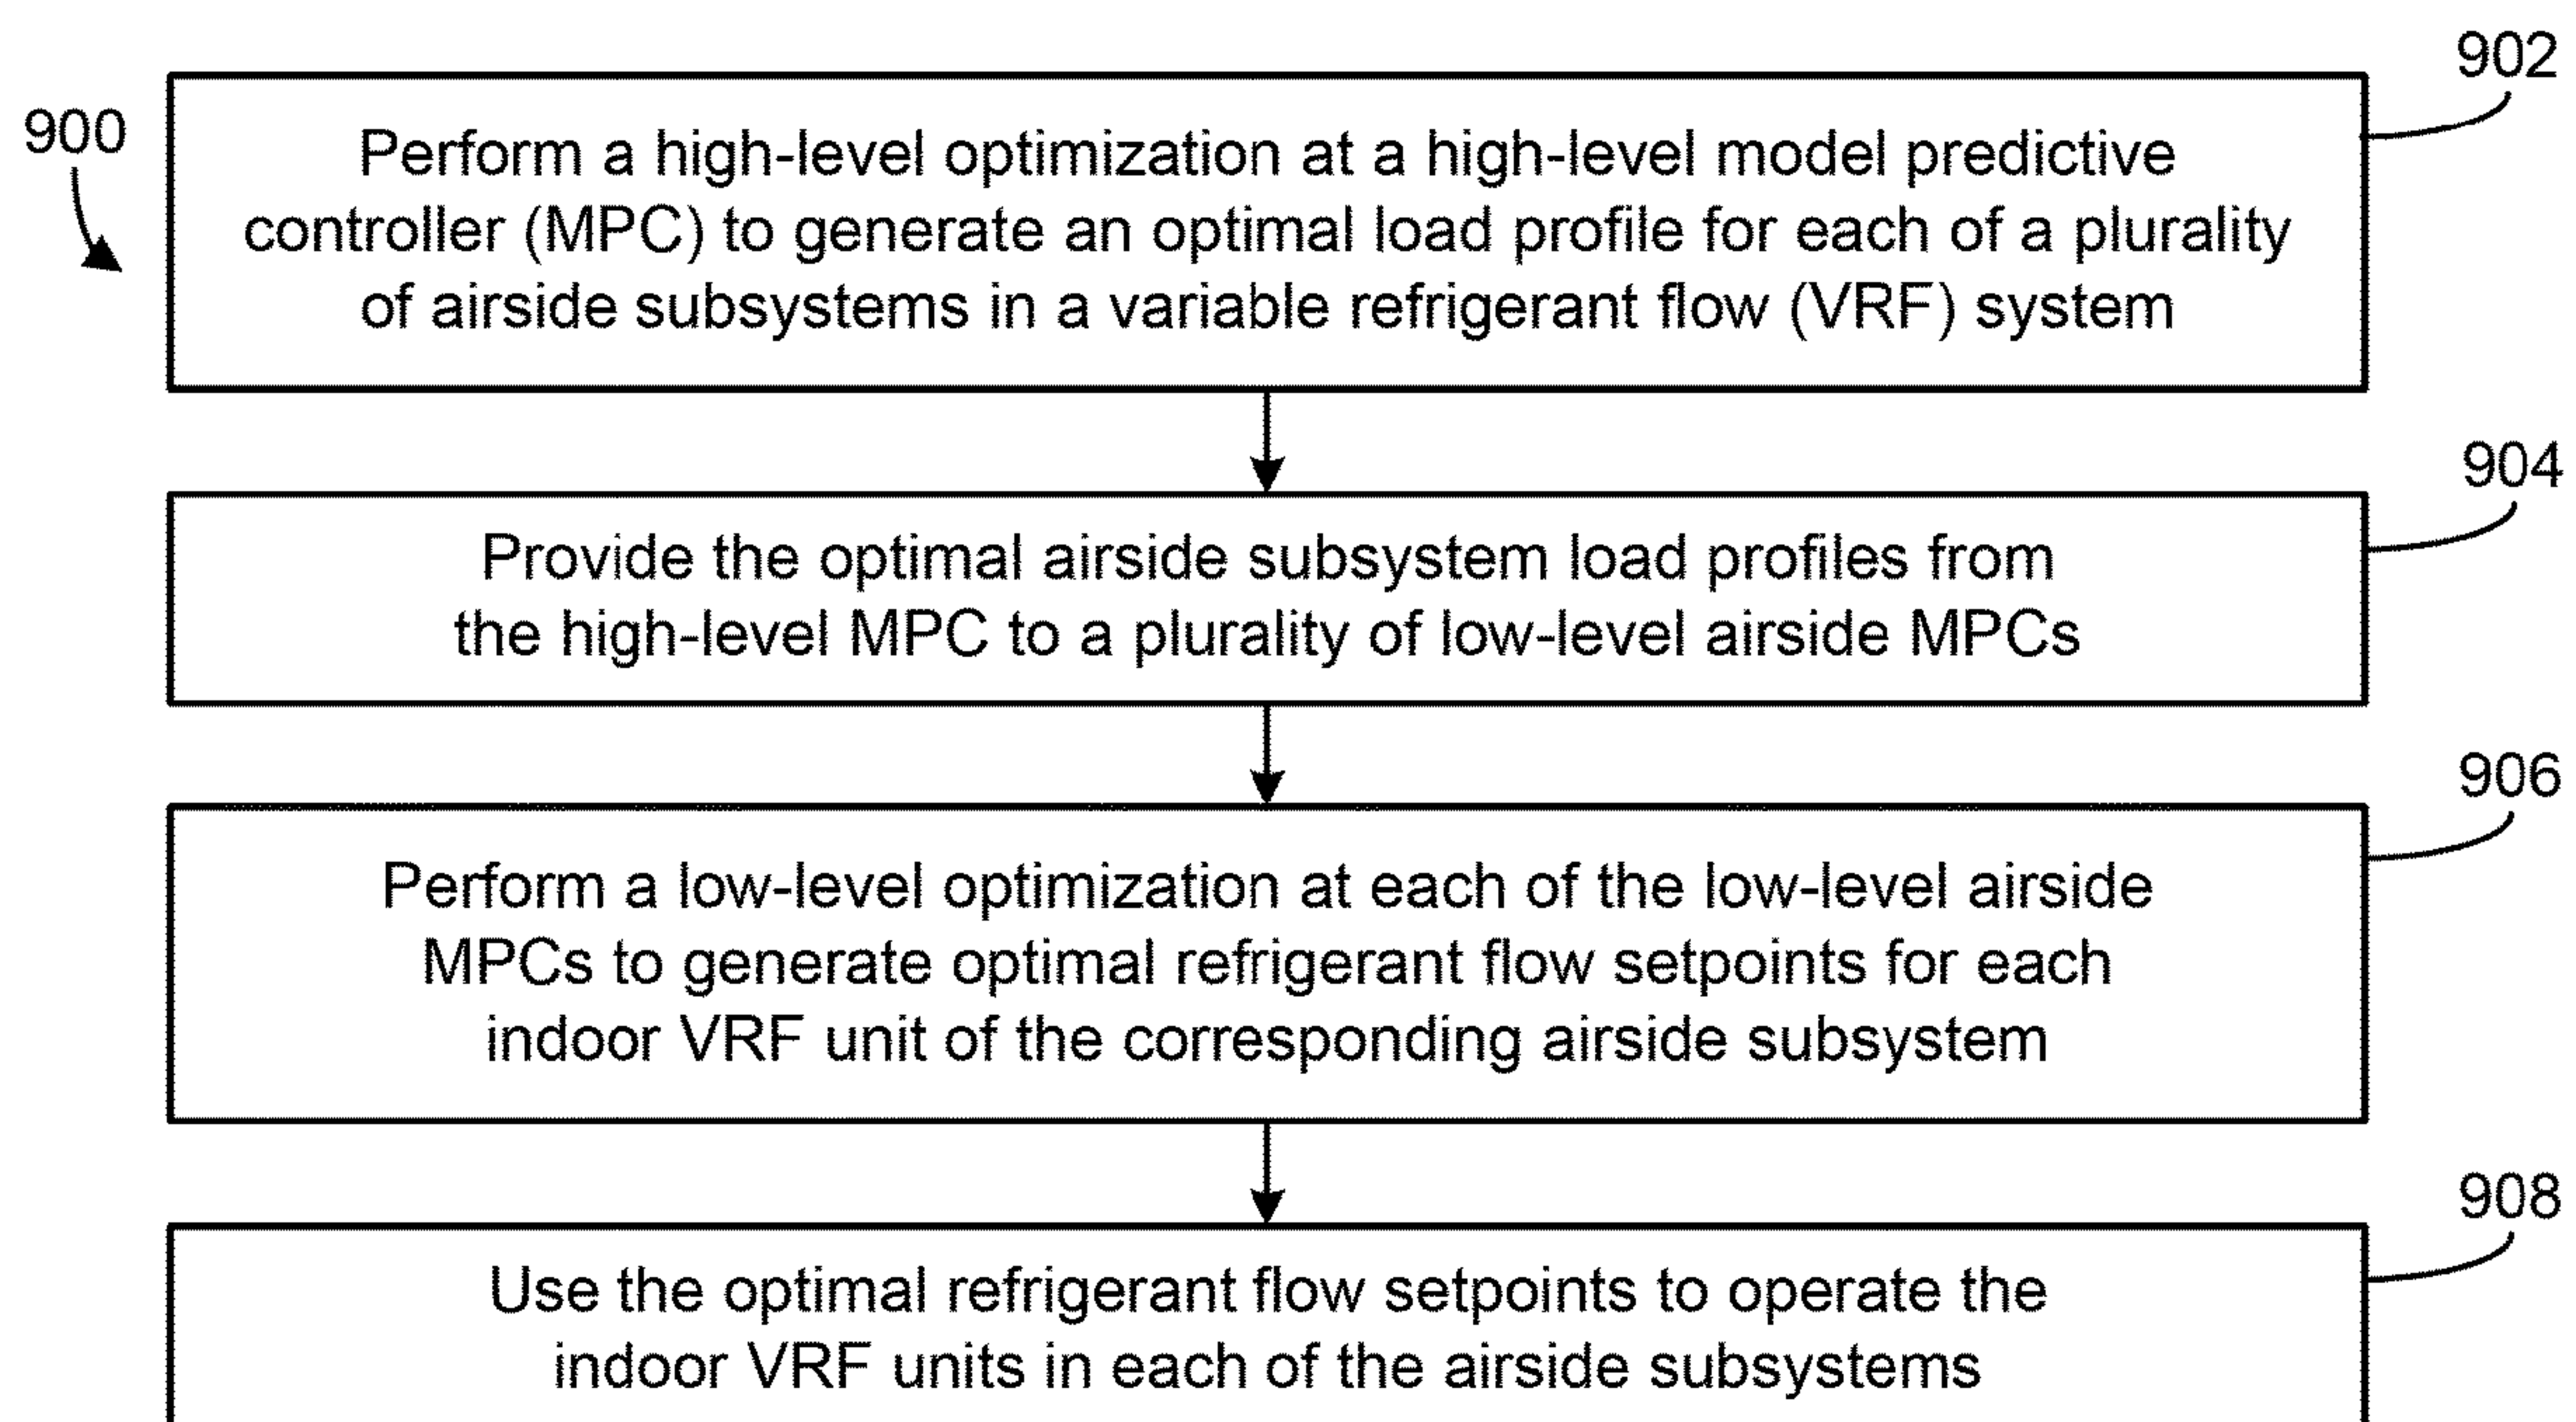 902
900
Perform a high-level optimization at a high-level model predictive
controller (MPC) to generate an optimal load profile for each of a plurality
of airside subsystems in a variable refrigerant flow (VRF) system
904
Provide the optimal airside subsystem load profiles from
the high-level MPC to a plurality of low-level airside MPCs
906
Perform a low-level optimization at each of the low-level airside
MPCs to generate optimal refrigerant flow setpoints for each
indoor VRF unit of the corresponding airside subsystem
908
Use the optimal refrigerant flow setpoints to operate the
indoor VRF units in each of the airside subsystems